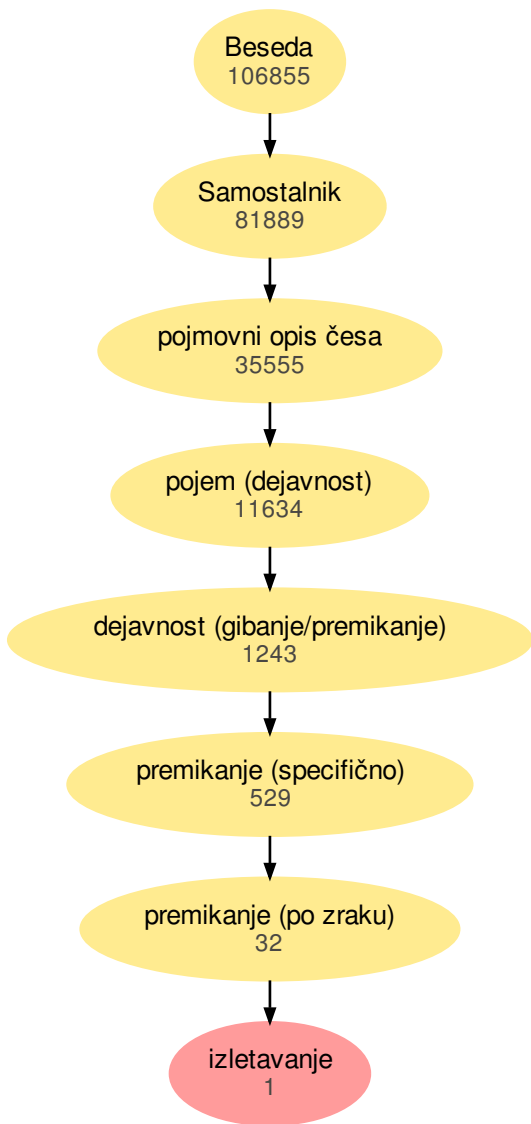 Beseda
106855
Samostalnik
81889
pojmovni opis česa
35555
pojem (dejavnost)
11634
dejavnost (gibanje/premikanje)
1243
premikanje (specifično)
529
premikanje (po zraku)
32
izletavanje
1